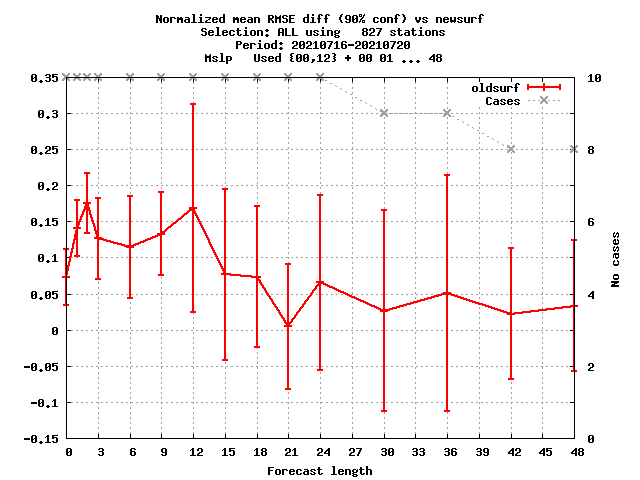 Normalized mean RMSE diff (90% conf) vs newsurf
Selection: ALL using   827 stations
Period: 20210716-20210720
Mslp   Used {00,12} + 00 01 ... 48
oldsurf
Cases
0.35
0.3
0.25
0.2
0.15
0.1
0.05
0
-0.05
-0.1
-0.15
10
8
6
4
2
0
No cases
0 3 6 9 12 15 18 21 24 27 30 33 36 39 42 45 48
Forecast length